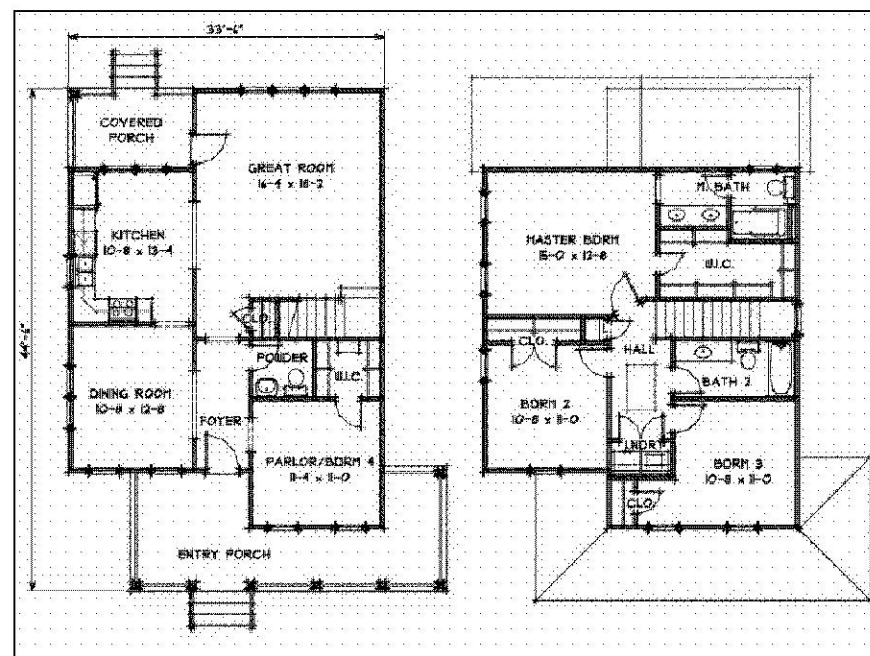 33'-6"
COVERED
PORCH
GREAT ROOM
16-4 x 18-2
KITCHEN
10-8 x 13-4
44'-6"
CLO.
POWDER
W.I.C.
DINING ROOM
10-8 x 12-8
FOYER
PARLOR/BDRM 4
11-4 x 11-0
ENTRY PORCH
M. BATH
MASTER BDRM
15-0 x 12-8
W.I.C.
CLO.
HALL
BATH 2
BDRM 2
10-8 x 11-0
LNDRY
BDRM 3
10-8 x 11-0
CLO.